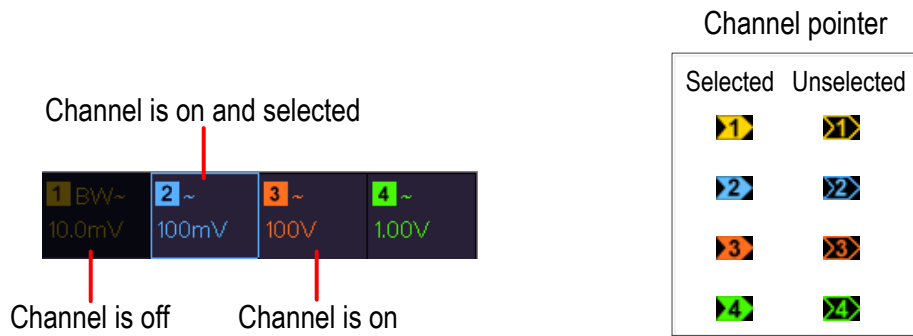 Channel pointer
Selected Unselected
Channel is on and selected
1 1
1 BW~ 2 ~ 3 ~ 4 ~
2 2
10.0mV 100mV 100V 1.00V
3 3
Channel is off Channel is on
4 4